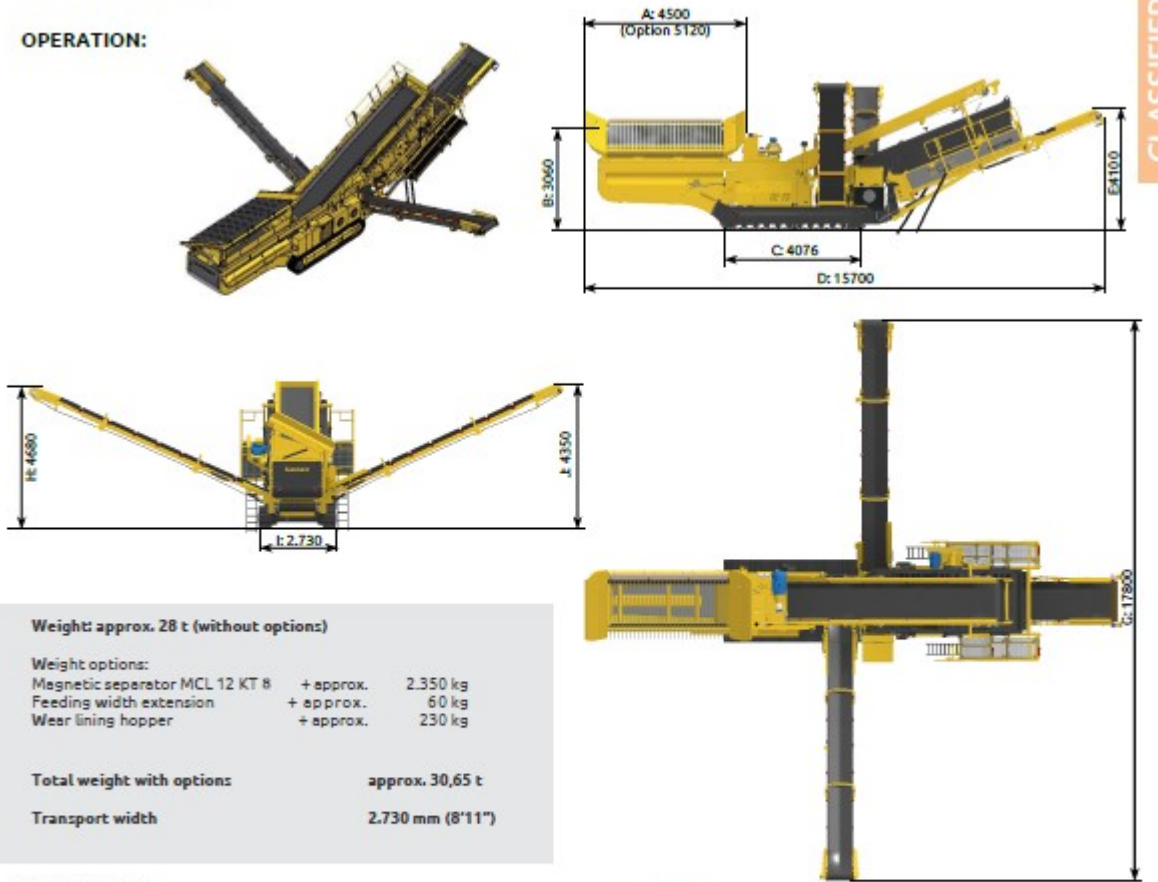 OPERATION:
A: 4500
(Option 5120)
B: 3060
E:4100
C: 4076
D: 15700
CLASSIFIER
H: 4680
J: 4350
I: 2.730
G: 17800
Weight: approx. 28 t (without options)
Weight options:
Magnetic separator MCL 12 KT 8 + approx. 2.350 kg
Feeding width extension + approx. 60 kg
Wear lining hopper + approx. 230 kg
Total weight with options approx. 30,65 t
Transport width 2.730 mm (8'11")